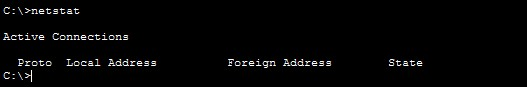 C:\>netstat
Active Connections
Proto  Local Address          Foreign Address        State
C:\>